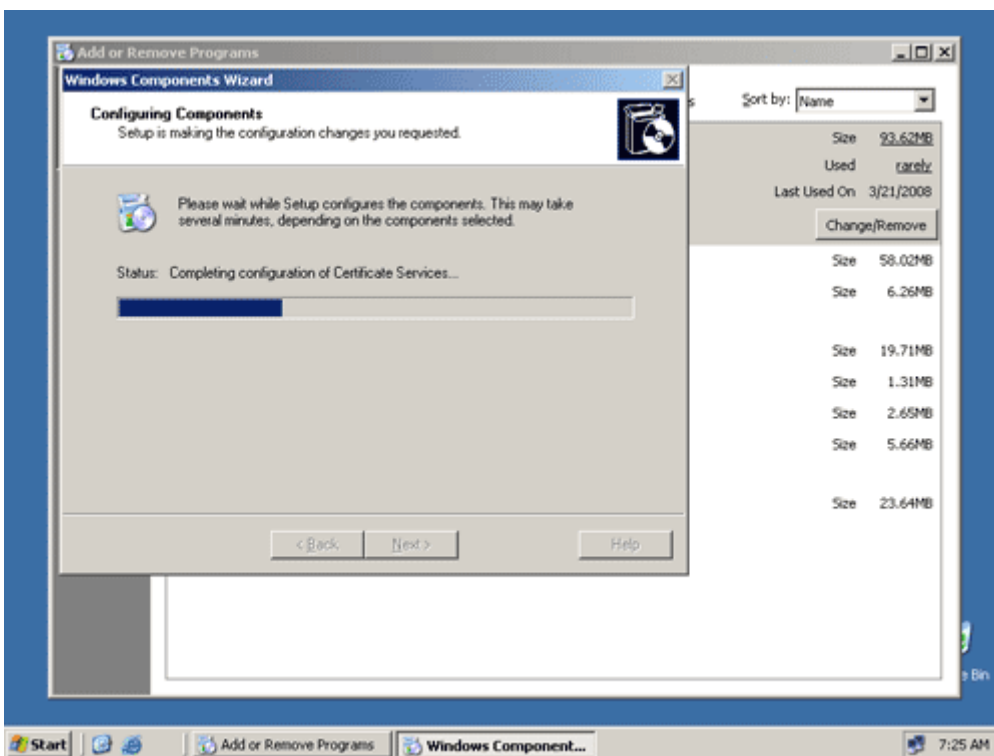 Add or Remove Programs
Windows Components Wizard
Configuring Components
Setup is making the configuration changes you requested.
Please wait while Setup configures the components. This may take
several minutes, depending on the components selected.
Status: Completing configuration of Certificate Services...
< Back
Next >
Help
Sort by: Name
Size 93.62MB
Used rarely
Last Used On 3/21/2008
Change/Remove
Size 58.02MB
Size 6.26MB
Size 19.71MB
Size 1.31MB
Size 2.65MB
Size 5.66MB
Size 23.64MB
Bin
Start
Add or Remove Programs
Windows Component...
7:25 AM